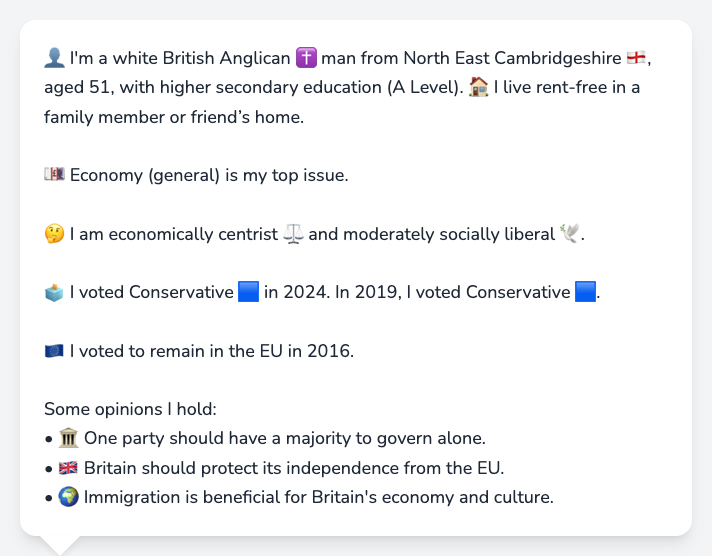 👤 I'm a white British Anglican ✝️ man from North East Cambridgeshire 🏴󠁧󠁢󠁥󠁮󠁧󠁿,
aged 51, with higher secondary education (A Level). 🏠 I live rent-free in a
family member or friend’s home.
💷 Economy (general) is my top issue.
🤔 I am economically centrist ⚖️ and moderately socially liberal 🕊️.
🗳️ I voted Conservative 🟦 in 2024. In 2019, I voted Conservative 🟦.
🇪🇺 I voted to remain in the EU in 2016.
Some opinions I hold:
• 🏛️ One party should have a majority to govern alone.
• 🇬🇧 Britain should protect its independence from the EU.
• 🌍 Immigration is beneficial for Britain's economy and culture.